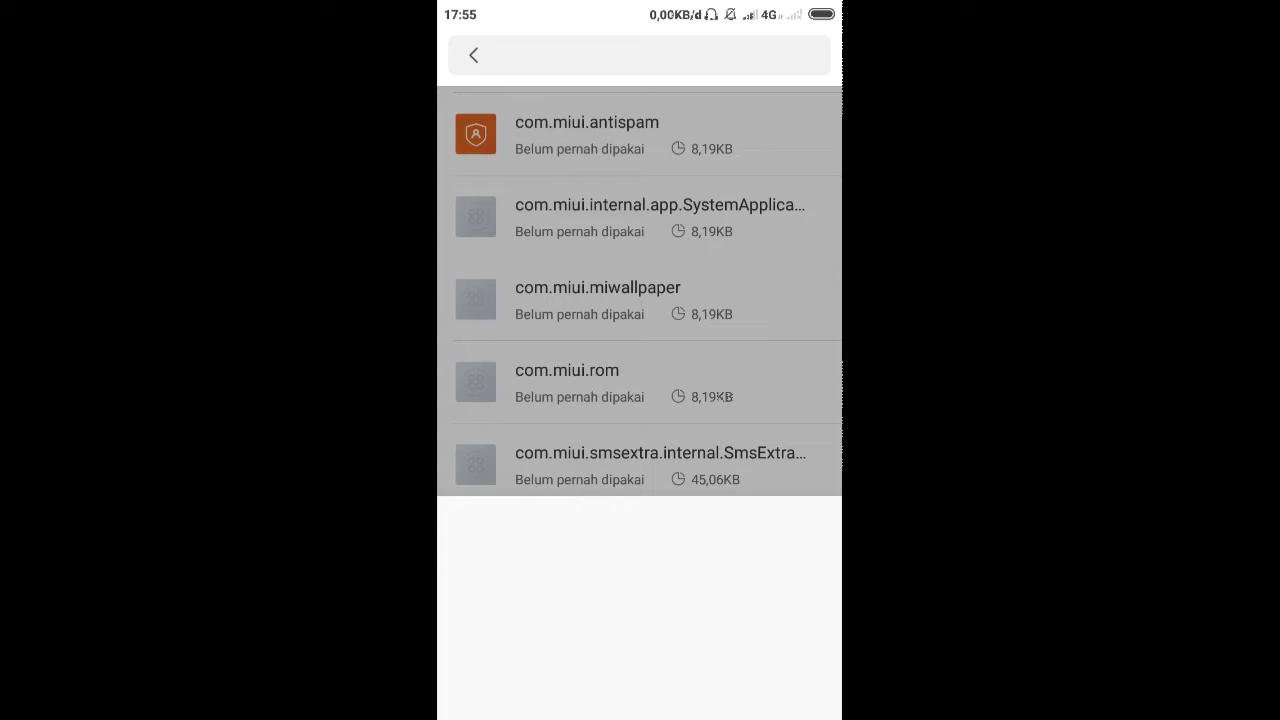 17:55 0,00KB/d 4G
com.miui.antispam
Belum pernah dipakai 8,19KB
com.miui.internal.app.SystemApplica...
Belum pernah dipakai 8,19KB
com.miui.miwallpaper
Belum pernah dipakai 8,19KB
com.miui.rom
Belum pernah dipakai 8,19KB
com.miui.smsextra.internal.SmsExtra...
Belum pernah dipakai 45,06KB